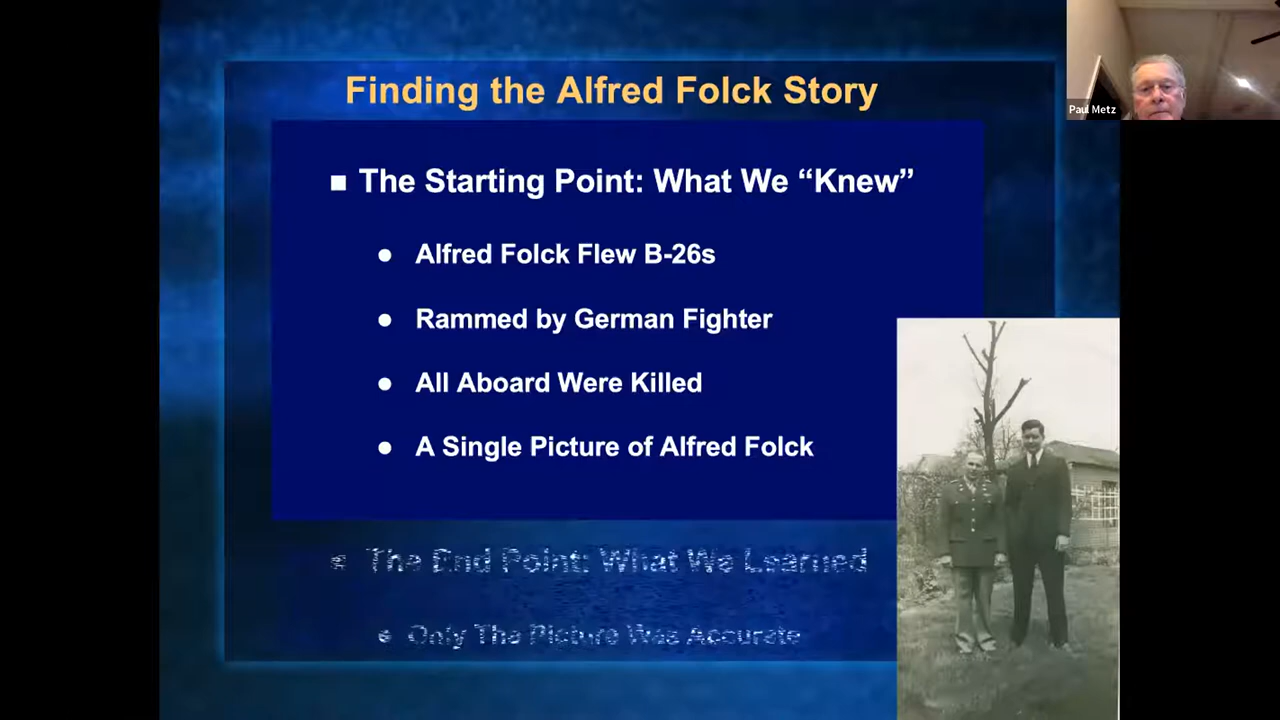 Finding the Alfred Folck Story
■ The Starting Point: What We “Knew”
● Alfred Folck Flew B-26s
● Rammed by German Fighter
● All Aboard Were Killed
● A Single Picture of Alfred Folck
■ The End Point: What We Learned
● Only The Picture Was Accurate
Paul Metz